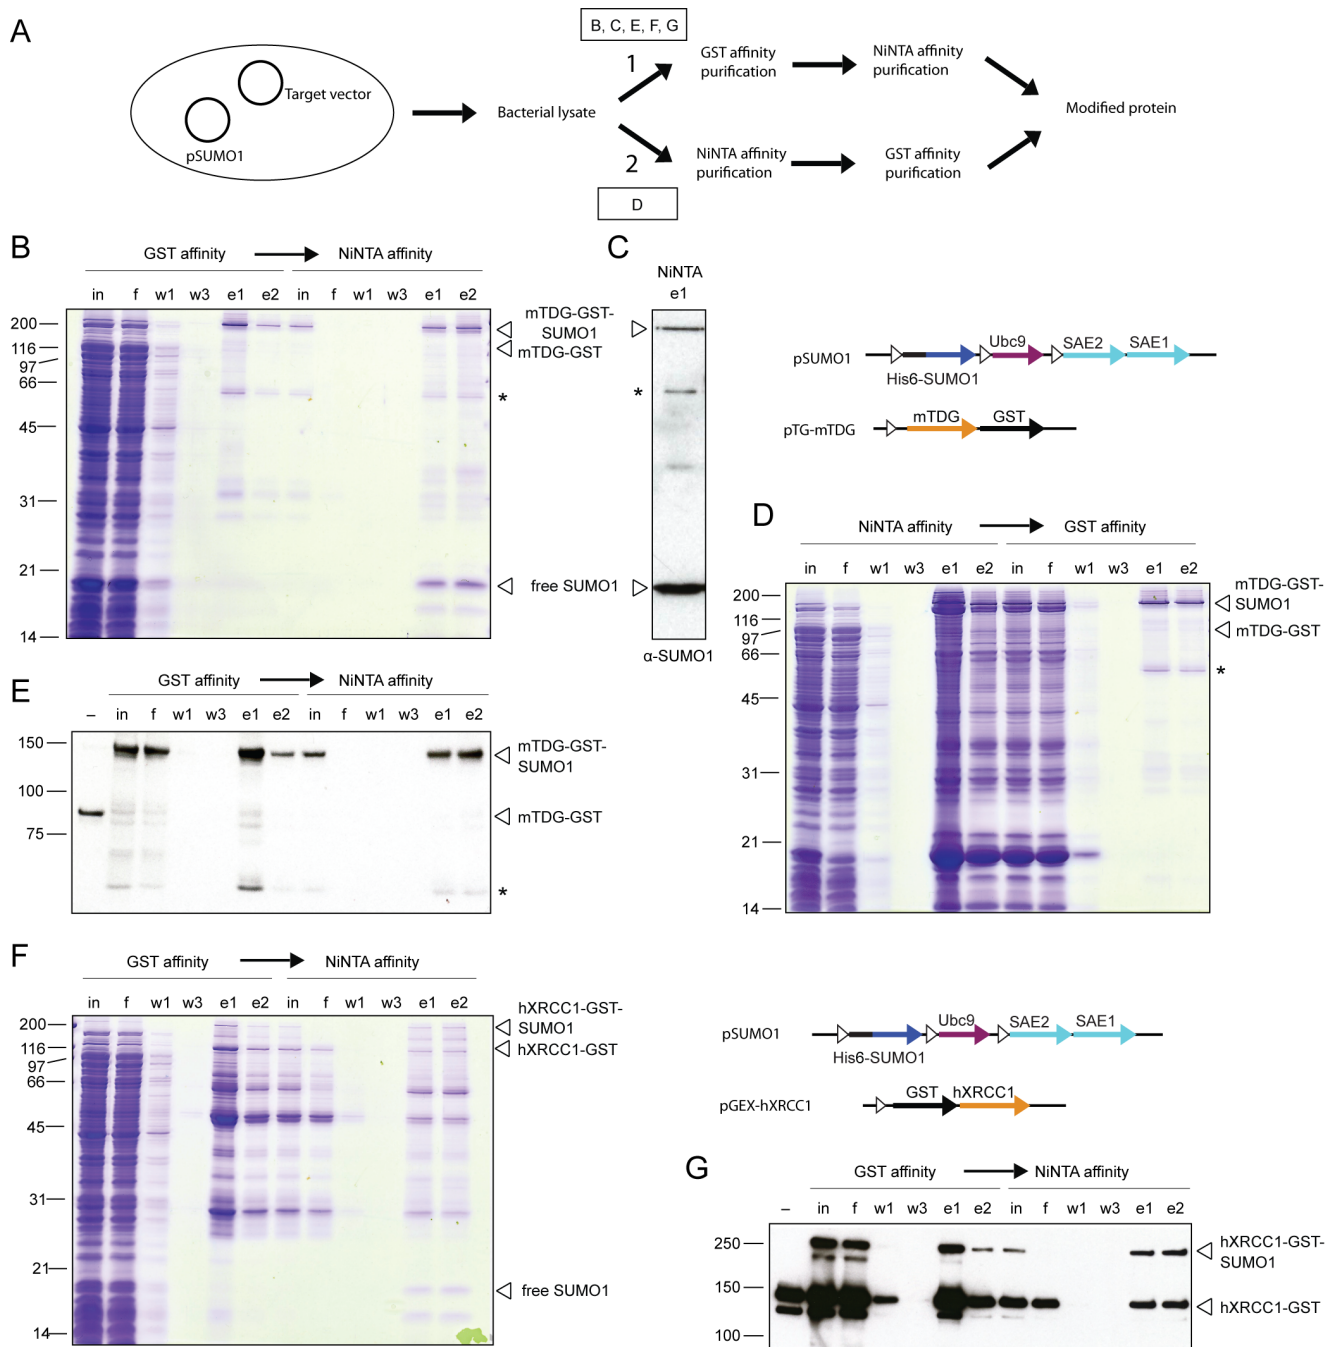 A
B, C, E, F, G
1
GST affinity
purification
NiNTA affinity
purification
Target vector
pSUMO1
Bacterial lysate
Modified protein
2
NiNTA affinity
purification
GST affinity
purification
D
B
GST affinity
NiNTA affinity
in f w1 w3 e1 e2 in f w1 w3 e1 e2
200
116
97
66
45
31
21
14
mTDG-GST-
SUMO1
mTDG-GST
*
free SUMO1
C
NiNTA
e1
*
α-SUMO1
pSUMO1
Ubc9
SAE2
SAE1
His6-SUMO1
pTG-mTDG
mTDG
GST
D
NiNTA affinity
GST affinity
in f w1 w3 e1 e2 in f w1 w3 e1 e2
200
116
97
66
45
31
21
14
mTDG-GST-
SUMO1
mTDG-GST
*
E
GST affinity
NiNTA affinity
– in f w1 w3 e1 e2 in f w1 w3 e1 e2
150
100
75
mTDG-GST-
SUMO1
mTDG-GST
*
F
GST affinity
NiNTA affinity
in f w1 w3 e1 e2 in f w1 w3 e1 e2
200
116
97
66
45
31
21
14
hXRCC1-GST-
SUMO1
hXRCC1-GST
free SUMO1
pSUMO1
Ubc9
SAE2
SAE1
His6-SUMO1
pGEX-hXRCC1
GST
hXRCC1
G
GST affinity
NiNTA affinity
– in f w1 w3 e1 e2 in f w1 w3 e1 e2
250
150
100
hXRCC1-GST-
SUMO1
hXRCC1-GST